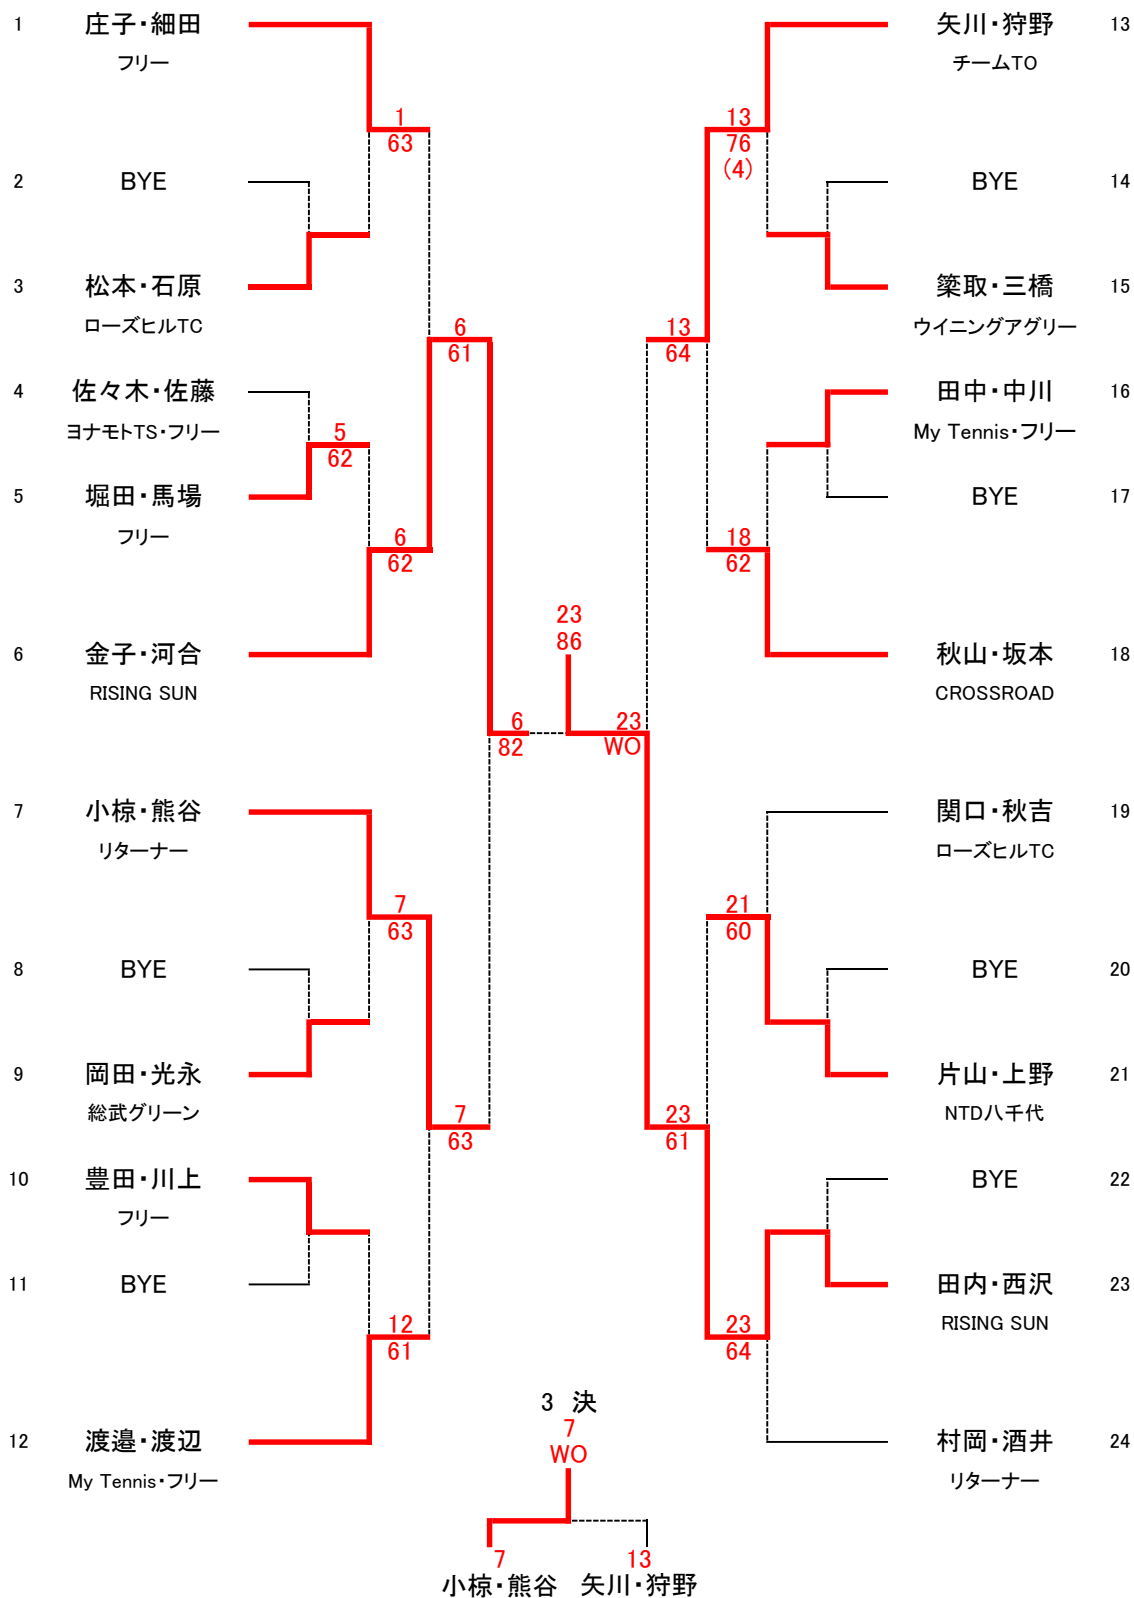 1 庄子・細田
フリー
1
63
2 BYE
3 松本・石原
ローズヒルTC
6
61
4 佐々木・佐藤
ヨナモトTS・フリー
5
62
5 堀田・馬場
フリー
6
62
6 金子・河合
RISING SUN
6
82
7 小椋・熊谷
リターナー
7
63
8 BYE
9 岡田・光永
総武グリーン
7
63
10 豊田・川上
フリー
11 BYE
12
61
12 渡邉・渡辺
My Tennis・フリー
23
86
23
WO
矢川・狩野 13
チームTO
13
76
(4)
BYE 14
簗取・三橋 15
ウイニングアグリー
13
64
田中・中川 16
My Tennis・フリー
BYE 17
18
62
秋山・坂本 18
CROSSROAD
関口・秋吉 19
ローズヒルTC
21
60
BYE 20
片山・上野 21
NTD八千代
23
61
BYE 22
田内・西沢 23
RISING SUN
23
64
村岡・酒井 24
リターナー
3 決
7
WO
7 13
小椋・熊谷 矢川・狩野